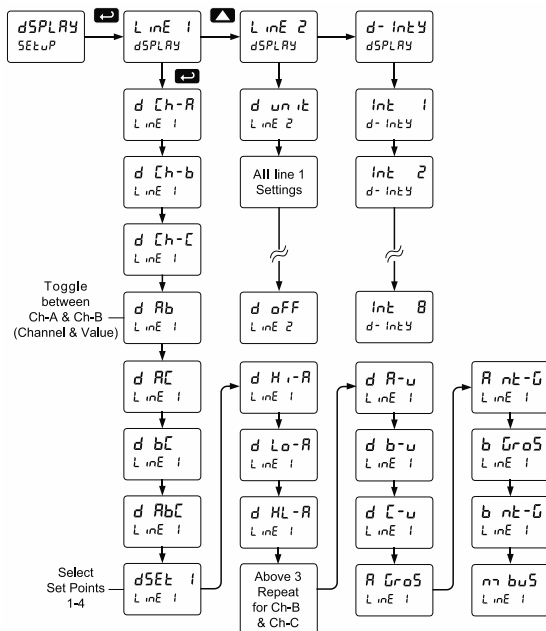 dSPLAY
SEtuP
LinE 1
dSPLAY
LinE 2
dSPLAY
d-IntY
dSPLAY
d Ch-A
LinE 1
d unit
LinE 2
Int 1
d-IntY
d Ch-b
LinE 1
All line 1
Settings
Int 2
d-IntY
d Ch-C
LinE 1
Toggle
between
Ch-A & Ch-B
(Channel & Value)
d Ab
LinE 1
d oFF
LinE 2
Int 8
d-IntY
d AC
LinE 1
d Hi-A
LinE 1
d A-u
LinE 1
A nt-G
LinE 1
d bC
LinE 1
d Lo-A
LinE 1
d b-u
LinE 1
b GroS
LinE 1
d AbC
LinE 1
d HL-A
LinE 1
d C-u
LinE 1
b nt-G
LinE 1
Select
Set Points
1-4
dSEt 1
LinE 1
Above 3
Repeat
for Ch-B
& Ch-C
A GroS
LinE 1
m buS
LinE 1